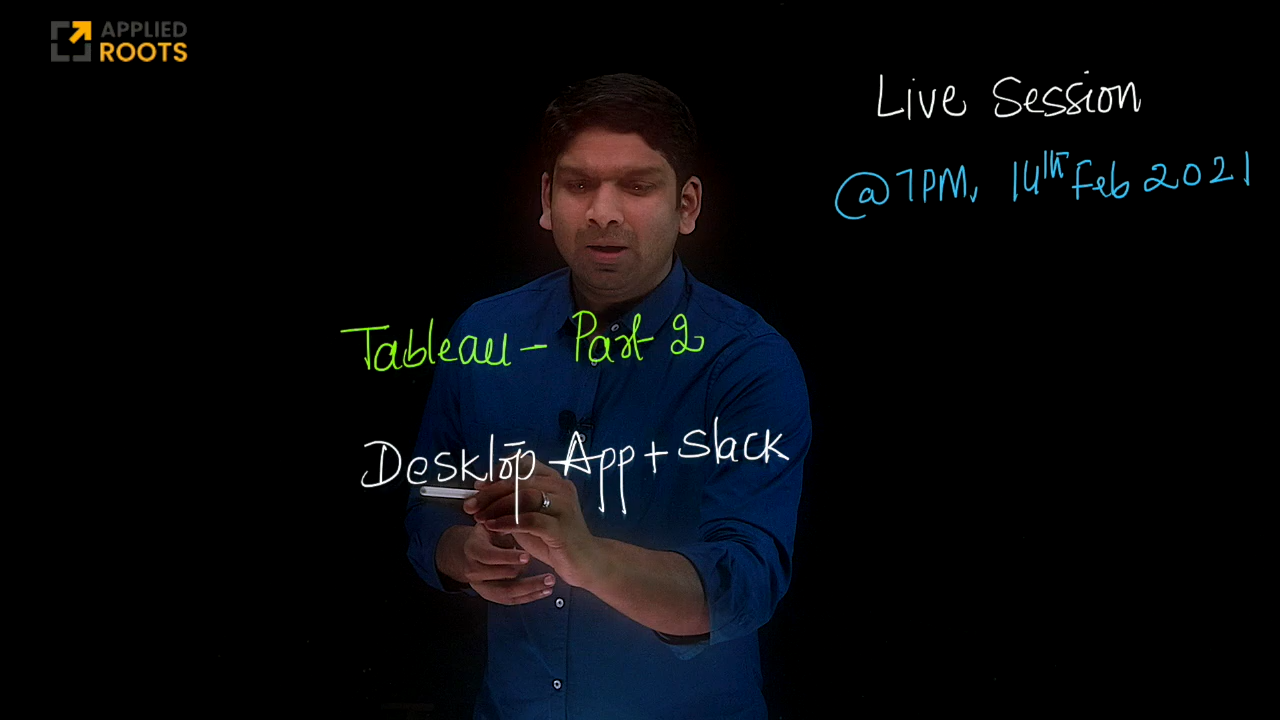 APPLIED
ROOTS
Live Session
@7PM, 14th Feb 2021
Tableau - Part 2
Desktop App + Slack